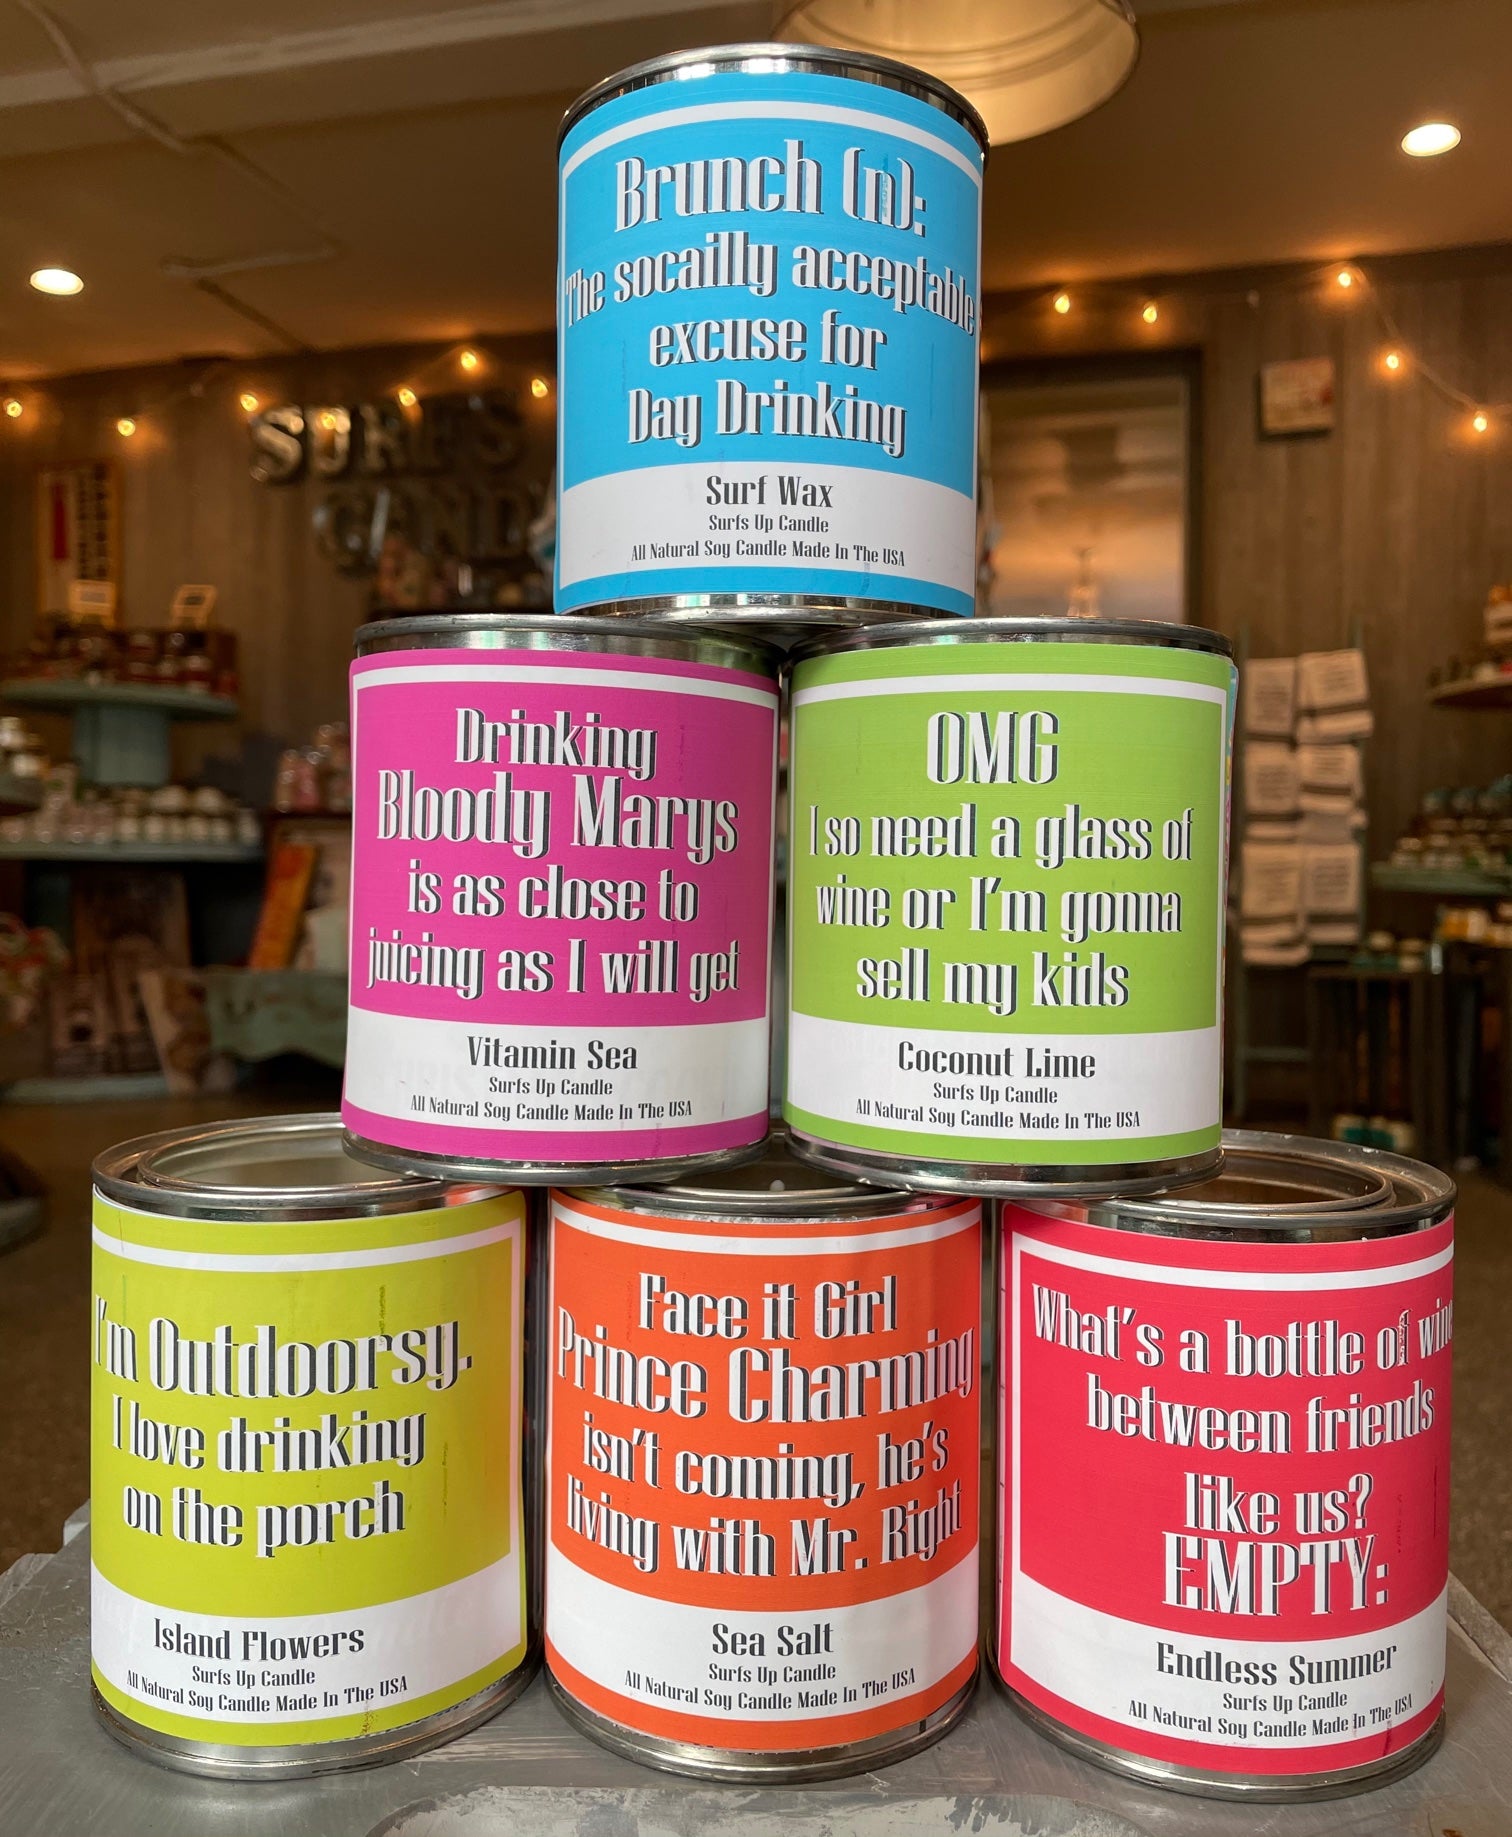 Brunch (n):
The socailly acceptable
excuse for
Day Drinking
Surf Wax
Surfs Up Candle
All Natural Soy Candle Made In The USA
SURF'S
CAND
Drinking
Bloody Marys
is as close to
juicing as I will get
Vitamin Sea
Surfs Up Candle
All Natural Soy Candle Made In The USA
OMG
I so need a glass of
wine or I'm gonna
sell my kids
Coconut Lime
Surfs Up Candle
All Natural Soy Candle Made In The USA
I'm Outdoorsy.
I love drinking
on the porch
Island Flowers
Surfs Up Candle
All Natural Soy Candle Made In The USA
Face it Girl
Prince Charming
isn't coming, he's
living with Mr. Right
Sea Salt
Surfs Up Candle
All Natural Soy Candle Made In The USA
What's a bottle of wine
between friends
like us?
EMPTY:
Endless Summer
Surfs Up Candle
All Natural Soy Candle Made In The USA